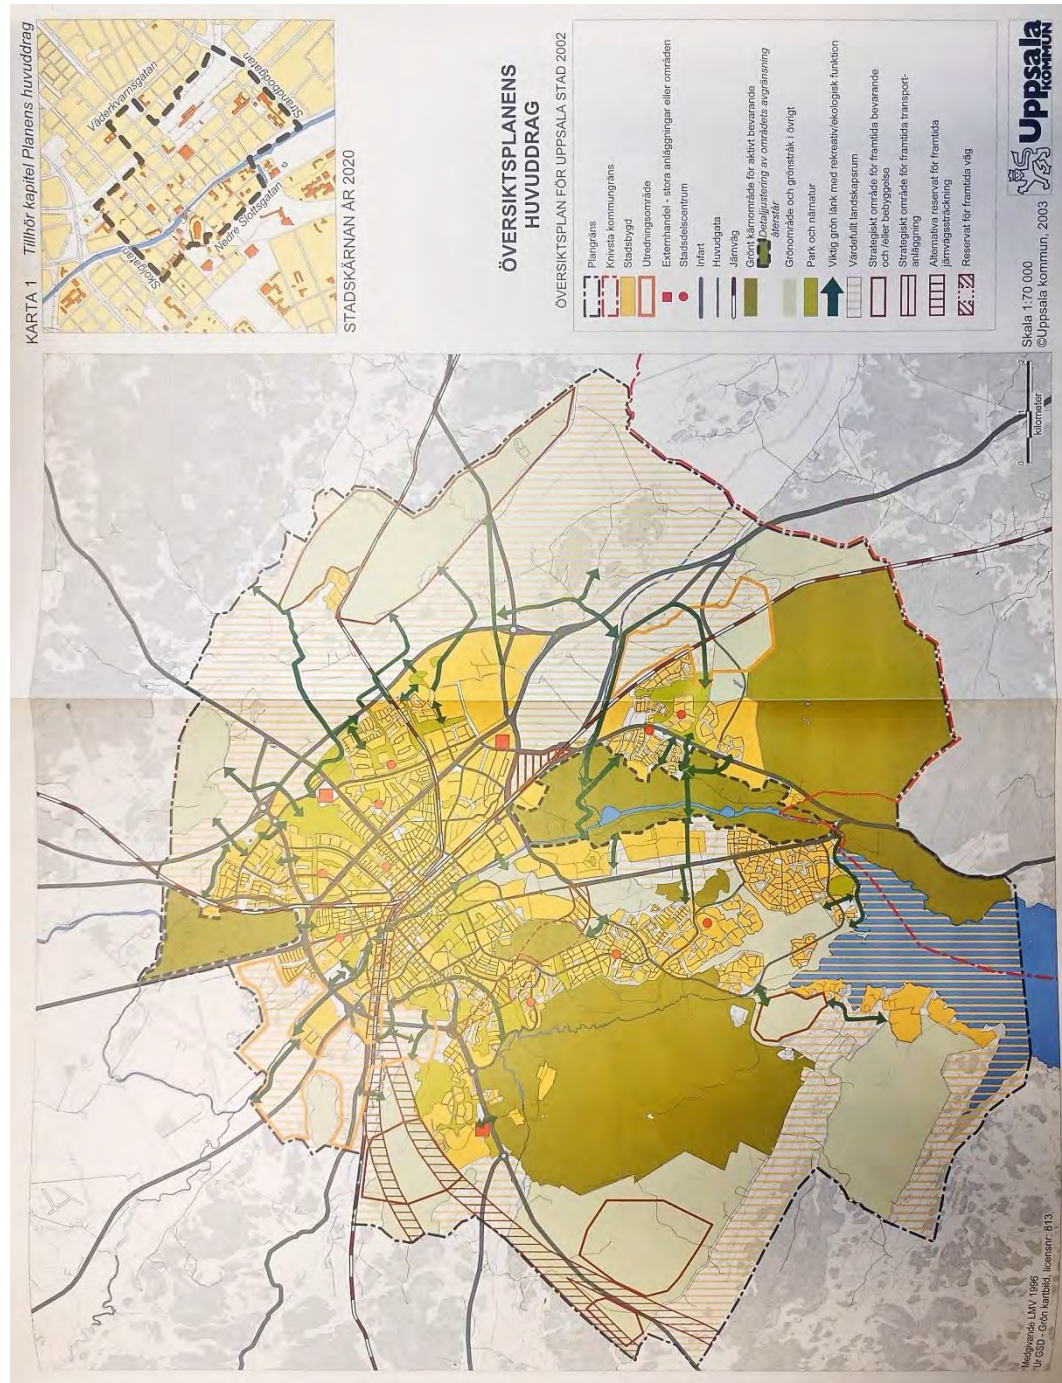 KARTA 1 Tillhör kapitel Planens huvuddrag
Väderkvarnsgatan
Strandbodgatan
Skolgatan
Nedre Slottsgatan
STADSKÄRNAN ÅR 2020
ÖVERSIKTSPLANENS
HUVUDDRAG
ÖVERSIKTSPLAN FÖR UPPSALA STAD 2002
Plangräns
Knivsta kommungräns
Stadsbygd
Utredningsområde
Externhandel - stora anläggningar eller områden
Stadsdelscentrum
Infart
Huvudgata
Järnväg
Grönt kärnområde för aktivt bevarande
Detaljjustering av områdets avgränsning
återstår
Grönområde och grönstråk i övrigt
Park och närnatur
Viktig grön länk med rekreativ/ekologisk funktion
Värdefullt landskapsrum
Strategiskt område för framtida bevarande
och /eller bebyggelse
Strategiskt område för framtida transport-
anläggning
Alternativa reservat för framtida
järnvägssträckning
Reservat för framtida väg
Uppsala
KOMMUN
Skala 1:70 000
©Uppsala kommun, 2003
0 1 2
kilometer
Medgivande LMV 1996
Ur GSD - Grön kartbild, licensnr: 813